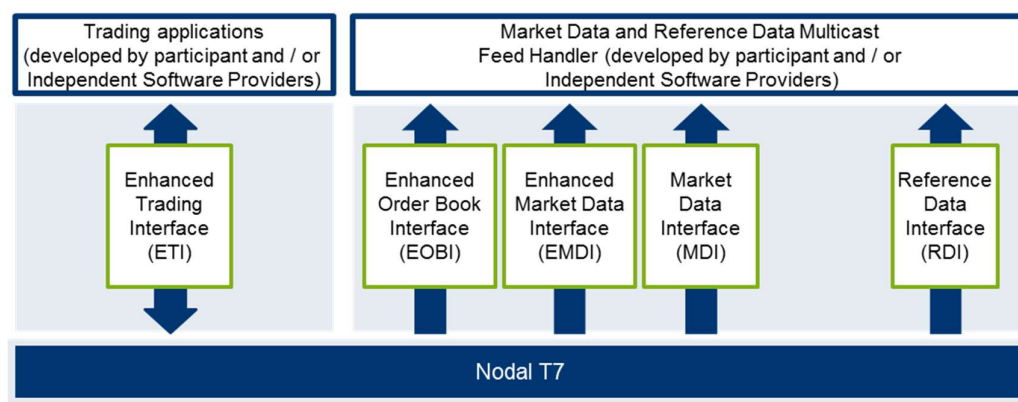 Trading applications
(developed by participant and / or
Independent Software Providers)
Market Data and Reference Data Multicast
Feed Handler (developed by participant and / or
Independent Software Providers)
Enhanced
Trading
Interface
(ETI)
Enhanced
Order Book
Interface
(EOBI)
Enhanced
Market Data
Interface
(EMDI)
Market
Data
Interface
(MDI)
Reference
Data
Interface
(RDI)
Nodal T7